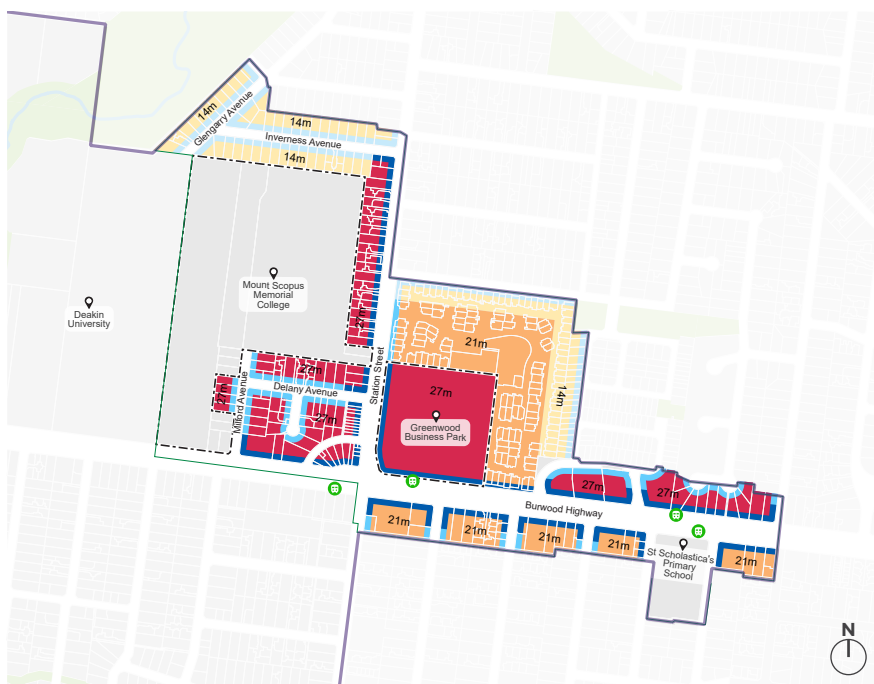 14m
Glengarry Avenue
14m
Inverness Avenue
14m
Mount Scopus
Memorial
College
Deakin
University
27m
21m
Station Street
27m
27m
Delany Avenue
27m
Milford Avenue
27m
14m
Greenwood
Business Park
27m
27m
Burwood Highway
21m
21m
21m
21m
St Scholastica's
Primary
School
21m
N